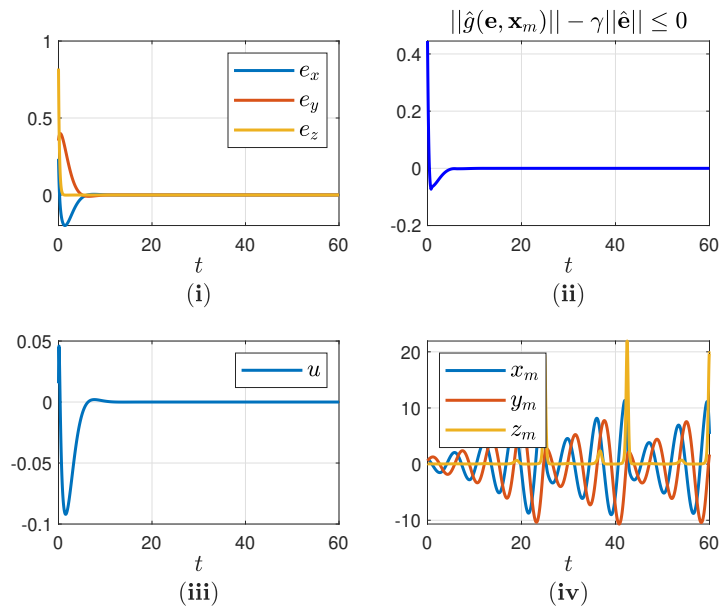 1
0.5
0
e_x
e_y
e_z
0
20
40
60
t
(i)
||ĝ(e, x_m)|| − γ||ê|| ≤ 0
0.4
0.2
0
-0.2
0
20
40
60
t
(ii)
0.05
0
-0.05
-0.1
u
0
20
40
60
t
(iii)
20
10
0
-10
x_m
y_m
z_m
0
20
40
60
t
(iv)